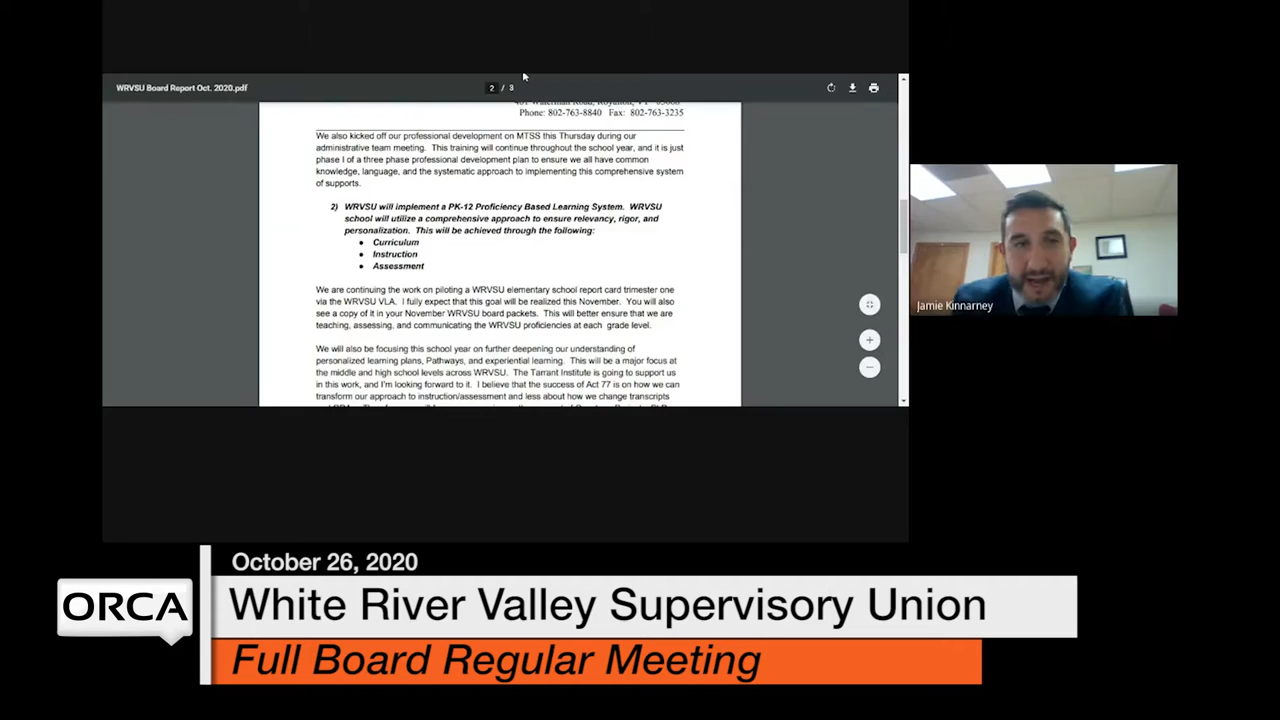 WRVSU Board Report Oct. 2020.pdf
2 / 3
Phone: 802-763-8840 Fax: 802-763-3235
We also kicked off our professional development on MTSS this Thursday during our
administrative team meeting. This training will continue throughout the school year, and it is just
phase I of a three phase professional development plan to ensure we all have common
knowledge, language, and the systematic approach to implementing this comprehensive system
of supports.
2) WRVSU will implement a PK-12 Proficiency Based Learning System. WRVSU
school will utilize a comprehensive approach to ensure relevancy, rigor, and
personalization. This will be achieved through the following:
• Curriculum
• Instruction
• Assessment
We are continuing the work on piloting a WRVSU elementary school report card trimester one
via the WRVSU VLA. I fully expect that this goal will be realized this November. You will also
see a copy of it in your November WRVSU board packets. This will better ensure that we are
teaching, assessing, and communicating the WRVSU proficiencies at each grade level.
We will also be focusing this school year on further deepening our understanding of
personalized learning plans, Pathways, and experiential learning. This will be a major focus at
the middle and high school levels across WRVSU. The Tarrant Institute is going to support us
in this work, and I'm looking forward to it. I believe that the success of Act 77 is on how we can
transform our approach to instruction/assessment and less about how we change transcripts
Jamie Kinnarney
October 26, 2020
ORCA
White River Valley Supervisory Union
Full Board Regular Meeting